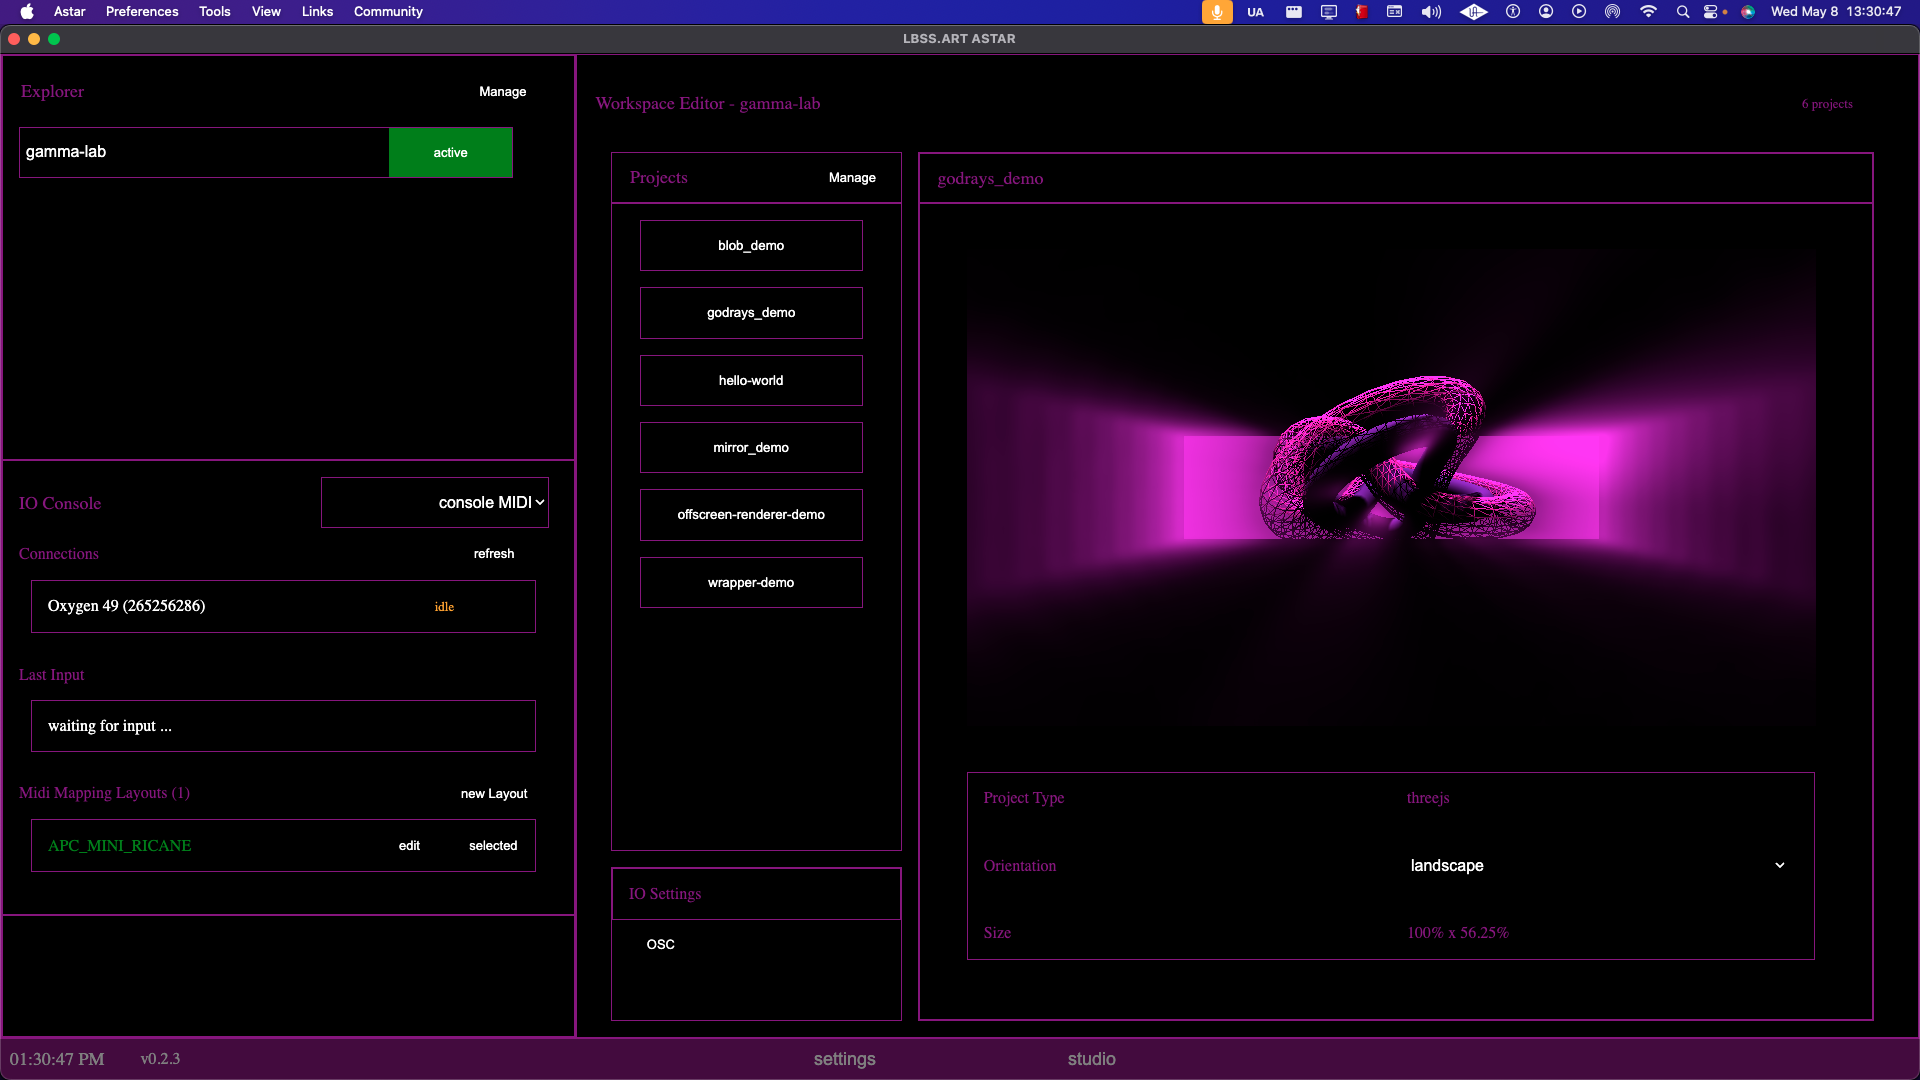 Astar Preferences Tools View Links Community UA Wed May 8 13:30:47
LBSS.ART ASTAR
Explorer Manage
gamma-lab active
IO Console console MIDI
Connections refresh
Oxygen 49 (265256286) idle
Last Input
waiting for input ...
Midi Mapping Layouts (1) new Layout
APC_MINI_RICANE edit selected
Workspace Editor - gamma-lab 6 projects
Projects Manage
blob_demo
godrays_demo
hello-world
mirror_demo
offscreen-renderer-demo
wrapper-demo
IO Settings
OSC
godrays_demo
Project Type threejs
Orientation landscape
Size 100% x 56.25%
01:30:47 PM v0.2.3 settings studio